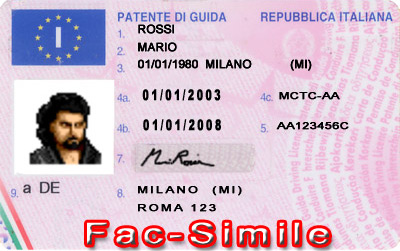 I PATENTE DI GUIDA REPUBBLICA ITALIANA
1. ROSSI
2. MARIO
3. 01/01/1980 MILANO (MI)
4a. 01/01/2003 4c. MCTC-AA
4b. 01/01/2008 5. AA123456C
7. Mario Rossi
9. a DE 8. MILANO (MI)
ROMA 123
Fac-Simile